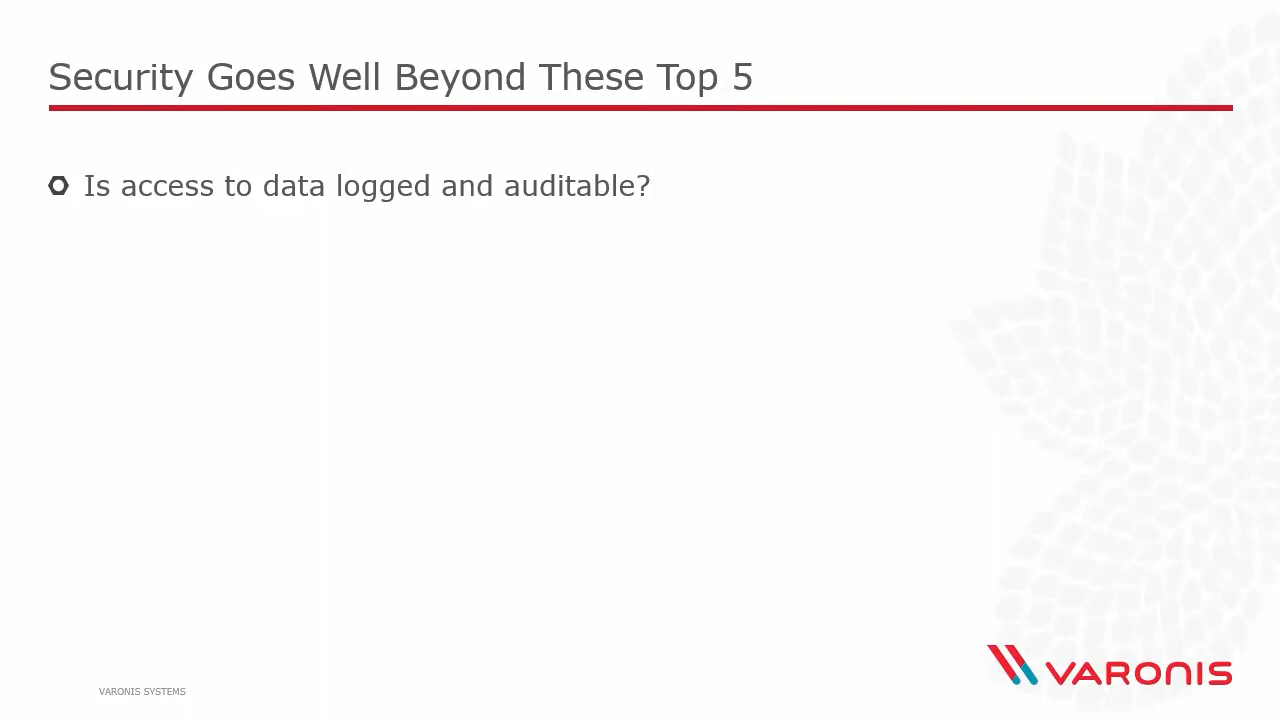 Security Goes Well Beyond These Top 5
Is access to data logged and auditable?
VARONIS SYSTEMS
VARONIS